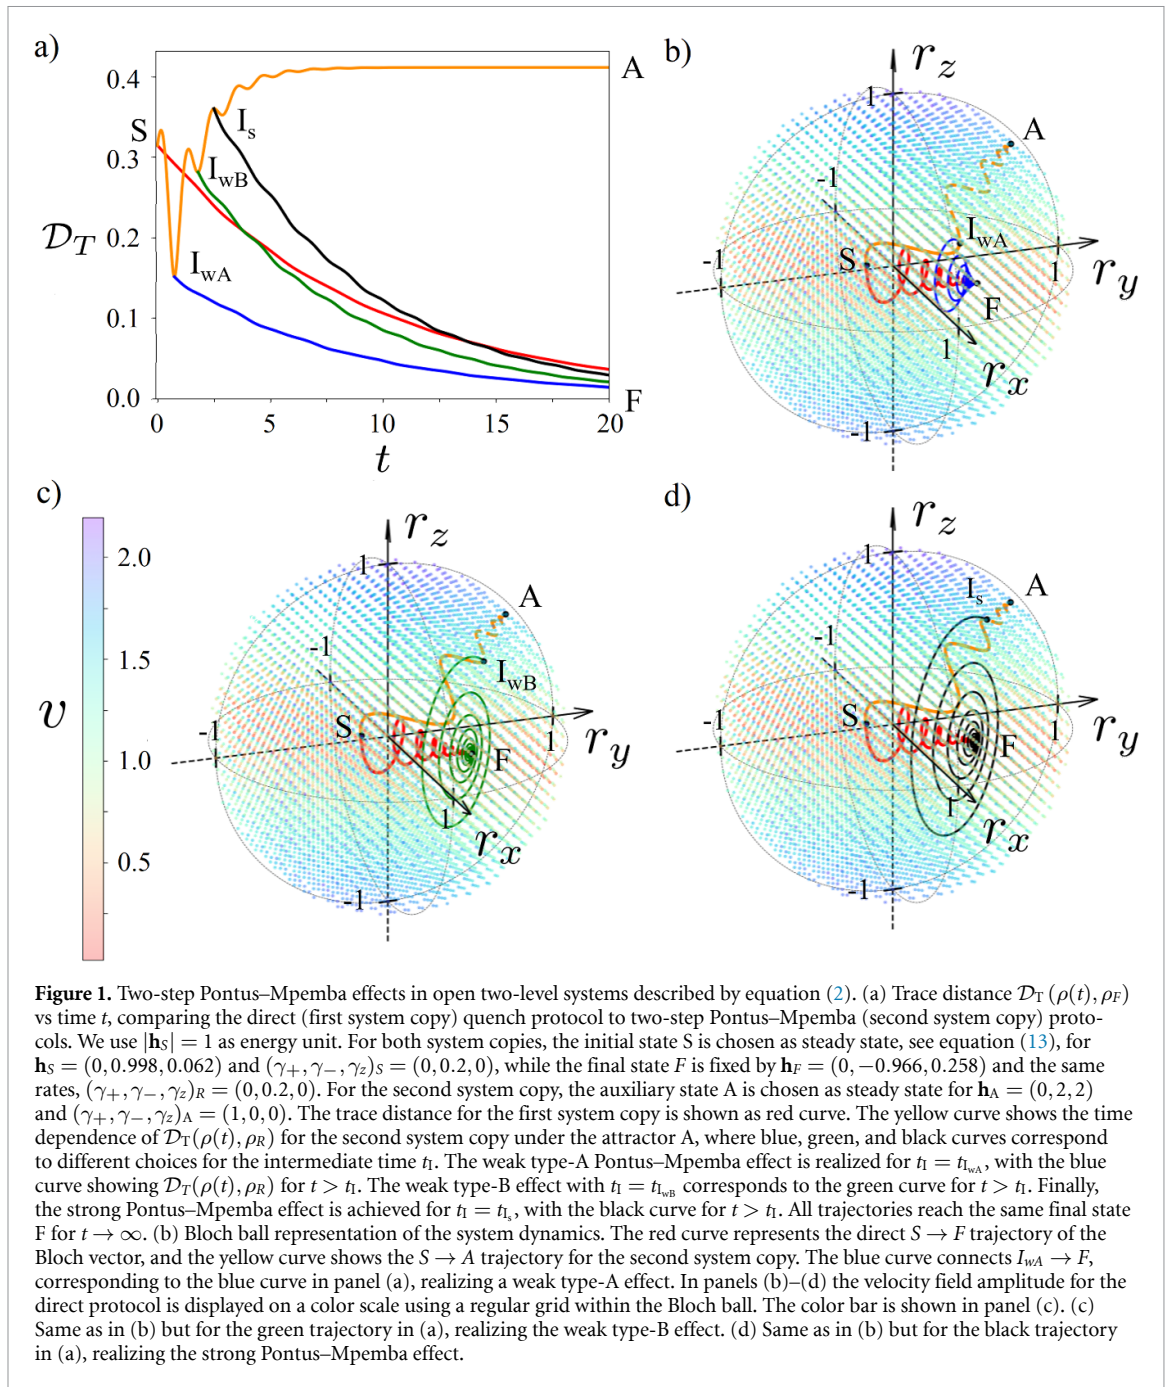 a)
0.4
0.3
0.2
0.1
0.0
𝒟_T
S
I_s
I_wB
I_wA
A
F
0
5
10
15
20
t
b)
r_z
1
A
-1
I_wA
-1
S
1
r_y
F
1
r_x
-1
c)
2.0
1.5
1.0
0.5
υ
r_z
1
A
-1
I_wB
-1
S
1
r_y
F
1
r_x
-1
d)
r_z
1
I_s
A
-1
-1
S
1
r_y
F
1
r_x
-1
Figure 1. Two-step Pontus–Mpemba effects in open two-level systems described by equation (2). (a) Trace distance 𝒟_T (ρ(t), ρ_F)
vs time t, comparing the direct (first system copy) quench protocol to two-step Pontus–Mpemba (second system copy) proto-
cols. We use |h_S| = 1 as energy unit. For both system copies, the initial state S is chosen as steady state, see equation (13), for
h_S = (0,0.998,0.062) and (γ₊,γ₋,γ_z)_S = (0,0.2,0), while the final state F is fixed by h_F = (0,−0.966,0.258) and the same
rates, (γ₊,γ₋,γ_z)_R = (0,0.2,0). For the second system copy, the auxiliary state A is chosen as steady state for h_A = (0,2,2)
and (γ₊,γ₋,γ_z)_A = (1,0,0). The trace distance for the first system copy is shown as red curve. The yellow curve shows the time
dependence of 𝒟_T(ρ(t),ρ_R) for the second system copy under the attractor A, where blue, green, and black curves correspond
to different choices for the intermediate time t_I. The weak type-A Pontus–Mpemba effect is realized for t_I = t_{I_wA}, with the blue
curve showing 𝒟_T(ρ(t),ρ_R) for t > t_I. The weak type-B effect with t_I = t_{I_wB} corresponds to the green curve for t > t_I. Finally,
the strong Pontus–Mpemba effect is achieved for t_I = t_{I_s}, with the black curve for t > t_I. All trajectories reach the same final state
F for t → ∞. (b) Bloch ball representation of the system dynamics. The red curve represents the direct S → F trajectory of the
Bloch vector, and the yellow curve shows the S → A trajectory for the second system copy. The blue curve connects I_wA → F,
corresponding to the blue curve in panel (a), realizing a weak type-A effect. In panels (b)–(d) the velocity field amplitude for the
direct protocol is displayed on a color scale using a regular grid within the Bloch ball. The color bar is shown in panel (c). (c)
Same as in (b) but for the green trajectory in (a), realizing the weak type-B effect. (d) Same as in (b) but for the black trajectory
in (a), realizing the strong Pontus–Mpemba effect.